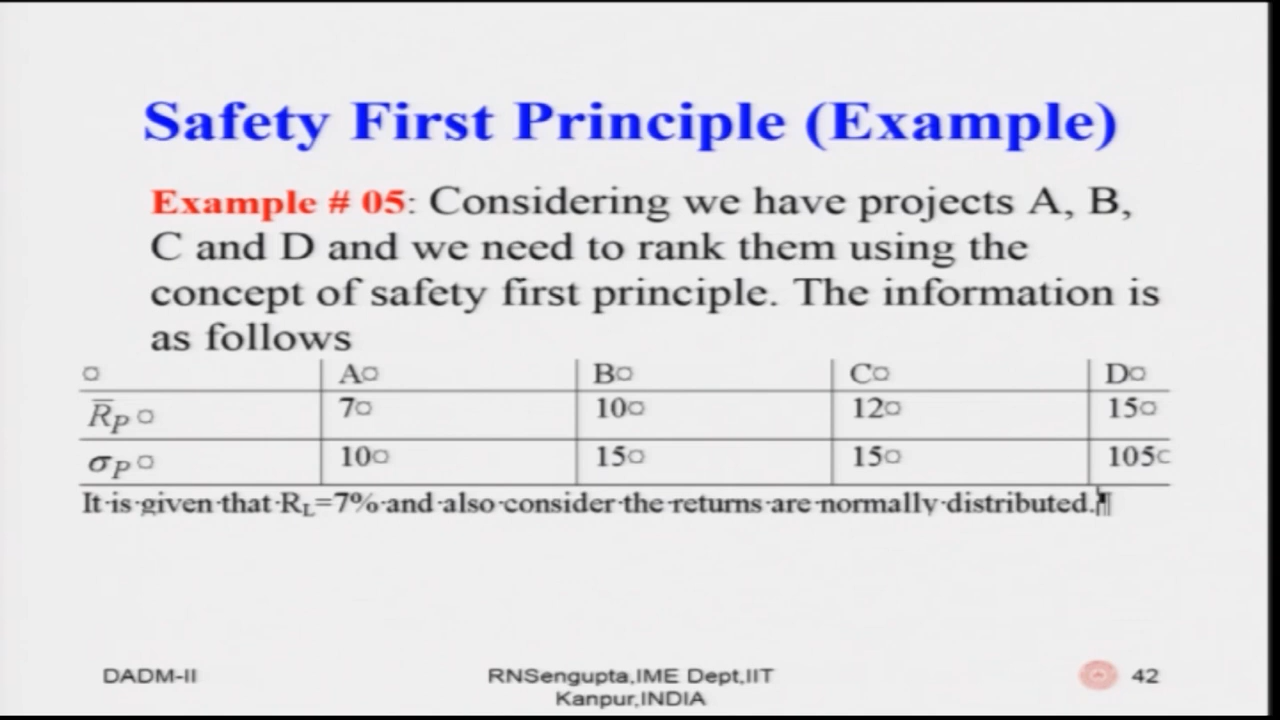 Safety First Principle (Example)
Example # 05: Considering we have projects A, B,
C and D and we need to rank them using the
concept of safety first principle. The information is
as follows
¤ A¤ B¤ C¤ D¤
R̅P¤ 7¤ 10¤ 12¤ 15¤
σP¤ 10¤ 15¤ 15¤ 105¤
It·is·given·that·RL=7%·and·also·consider·the·returns·are·normally·distributed.¶
DADM-II
RNSengupta,IME Dept,IIT
Kanpur,INDIA
42